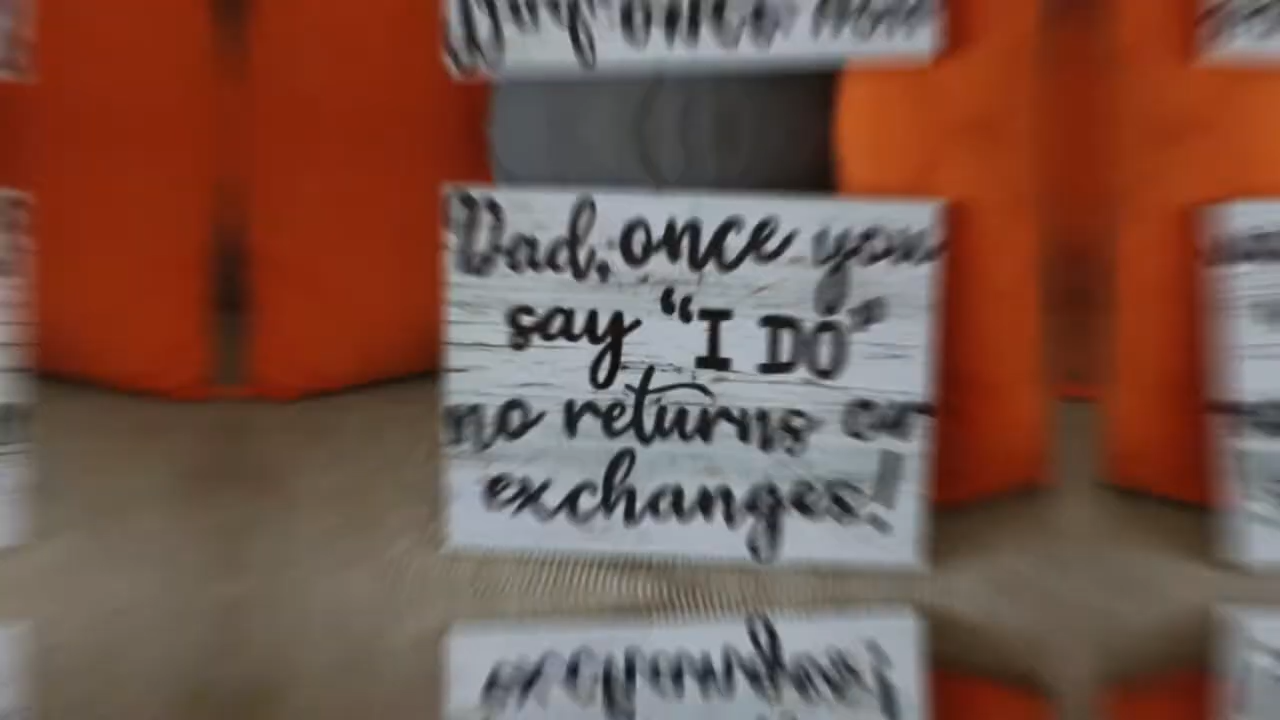 Dad, once you
say "I DO"
no returns or
exchanges!